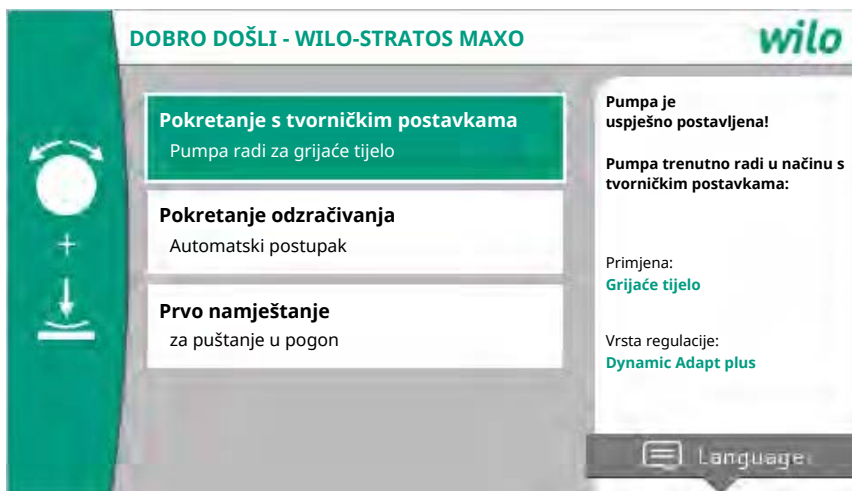 DOBRO DOŠLI - WILO-STRATOS MAXO
wilo
Pokretanje s tvorničkim postavkama
Pumpa radi za grijaće tijelo
Pokretanje odzračivanja
Automatski postupak
Prvo namještanje
za puštanje u pogon
Pumpa je
uspješno postavljena!
Pumpa trenutno radi u načinu s
tvorničkim postavkama:
Primjena:
Grijaće tijelo
Vrsta regulacije:
Dynamic Adapt plus
Language